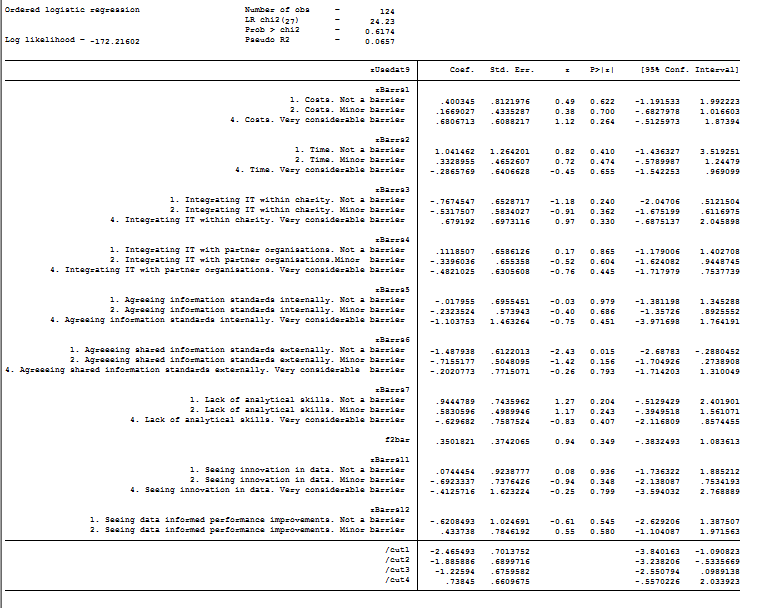 Ordered logistic regression Number of obs = 124
LR chi2(27) = 24.23
Prob > chi2 = 0.6174
Log likelihood = -172.21602 Pseudo R2 = 0.0657
rUsedat9 Coef. Std. Err. z P>|z| [95% Conf. Interval]
rBarra1
1. Costs. Not a barrier .400345 .8121976 0.49 0.622 -1.191533 1.992223
2. Costs. Minor barrier .1669027 .4335287 0.38 0.700 -.6827978 1.016603
4. Costs. Very considerable barrier .6806713 .6088217 1.12 0.264 -.5125973 1.87394
rBarra2
1. Time. Not a barrier 1.041462 1.264201 0.82 0.410 -1.436327 3.519251
2. Time. Minor barrier .3328955 .4652607 0.72 0.474 -.5789987 1.24479
4. Time. Very considerable barrier -.2865769 .6406628 -0.45 0.655 -1.542253 .969099
rBarra3
1. Integrating IT within charity. Not a barrier -.7674547 .6528717 -1.18 0.240 -2.04706 .5121504
2. Integrating IT within charity. Minor barrier -.5317507 .5834027 -0.91 0.362 -1.675199 .6116975
4. Integrating IT within charity. Very considerable barrier .679192 .6973116 0.97 0.330 -.6875137 2.045898
rBarra4
1. Integrating IT with partner organisations. Not a barrier .1118507 .6586126 0.17 0.865 -1.179006 1.402708
2. Integrating IT with partner organisations.Minor barrier -.3396036 .655358 -0.52 0.604 -1.624082 .9448745
4. Integrating IT with partner organisations. Very considerable barrier -.4821025 .6305608 -0.76 0.445 -1.717979 .7537739
rBarra5
1. Agreeing information standards internally. Not a barrier -.017955 .6955451 -0.03 0.979 -1.381198 1.345288
2. Agreeing information standards internally. Minor barrier -.2323524 .573943 -0.40 0.686 -1.35726 .8925552
4. Agreeing information standards internally. Very considerable barrier -1.103753 1.463264 -0.75 0.451 -3.971698 1.764191
rBarra6
1. Agreeeing shared information standards externally. Not a barrier -1.487938 .6122013 -2.43 0.015 -2.68783 -.2880452
2. Agreeeing shared information standards externally. Minor barrier -.7155177 .5048095 -1.42 0.156 -1.704926 .2738908
4. Agreeeing shared information standards externally. Very considerable barrier -.2020773 .7715071 -0.26 0.793 -1.714203 1.310049
rBarra7
1. Lack of analytical skills. Not a barrier .9444789 .7435962 1.27 0.204 -.5129429 2.401901
2. Lack of analytical skills. Minor barrier .5830596 .4989946 1.17 0.243 -.3949518 1.561071
4. Lack of analytical skills. Very considerable barrier -.629682 .7587524 -0.83 0.407 -2.116809 .8574455
f2bar .3501821 .3742065 0.94 0.349 -.3832493 1.083613
rBarra11
1. Seeing innovation in data. Not a barrier .0744454 .9238777 0.08 0.936 -1.736322 1.885212
2. Seeing innovation in data. Minor barrier -.6923337 .7376426 -0.94 0.348 -2.138087 .7534193
4. Seeing innovation in data. Very considerable barrier -.4125716 1.623224 -0.25 0.799 -3.594032 2.768889
rBarra12
1. Seeing data informed performance improvements. Not a barrier -.6208493 1.024691 -0.61 0.545 -2.629206 1.387507
2. Seeing data informed performance improvements. Minor barrier .433738 .7846192 0.55 0.580 -1.104087 1.971563
/cut1 -2.465493 .7013752 -3.840163 -1.090823
/cut2 -1.885886 .6899716 -3.238206 -.5335669
/cut3 -1.22594 .6759582 -2.550794 .0989138
/cut4 .73845 .6609675 -.5570226 2.033923